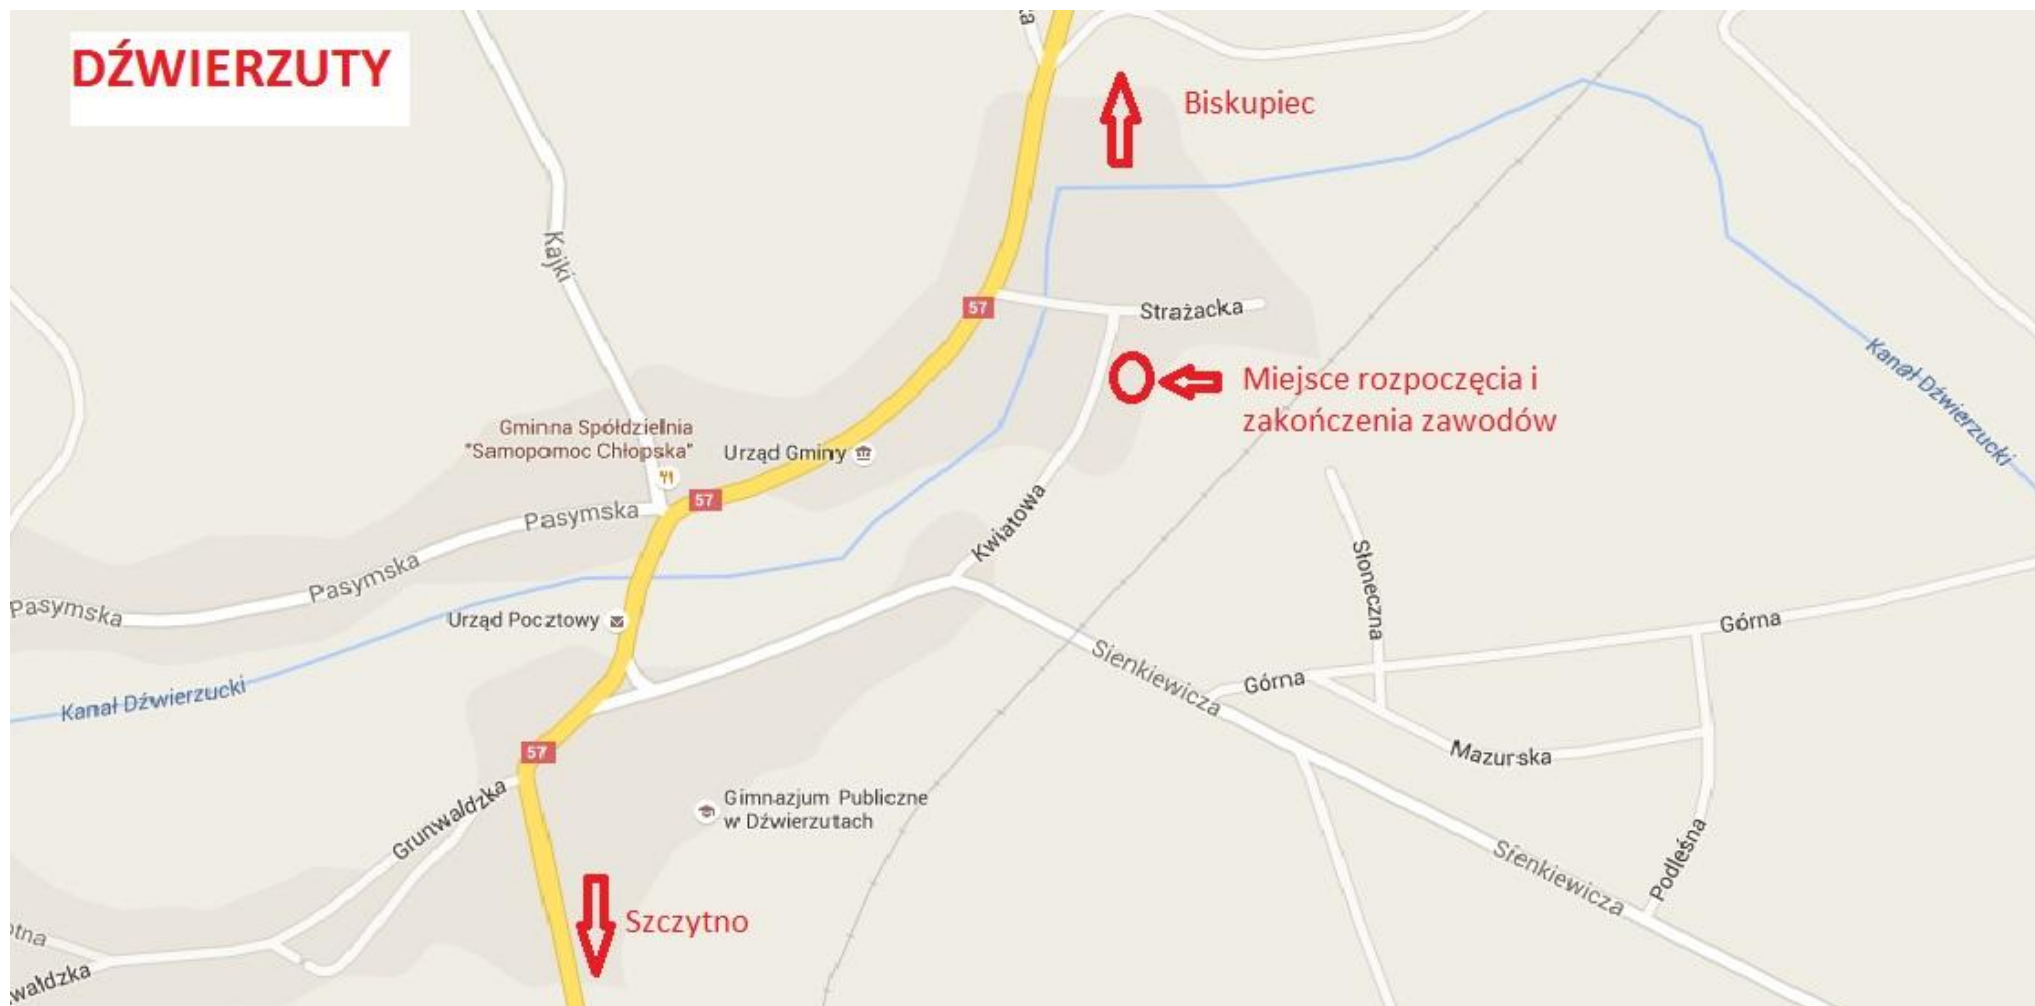 DŹWIERZUTY
Biskupiec
Kajki
57
Strażacka
Miejsce rozpoczęcia i
zakończenia zawodów
Kanał Dźwierzucki
Gminna Spółdzielnia
"Samopomoc Chłopska"
Urząd Gminy
57
Pasymska
Pasymska
Pasymska
Kwiatowa
Słoneczna
Urząd Pocztowy
Górna
Sienkiewicza
Górna
Kanał Dźwierzucki
57
Mazurska
Grunwaldzka
Gimnazjum Publiczne
w Dźwierzutach
Sienkiewicza
Podleśna
Szczytno
otna
waldzka